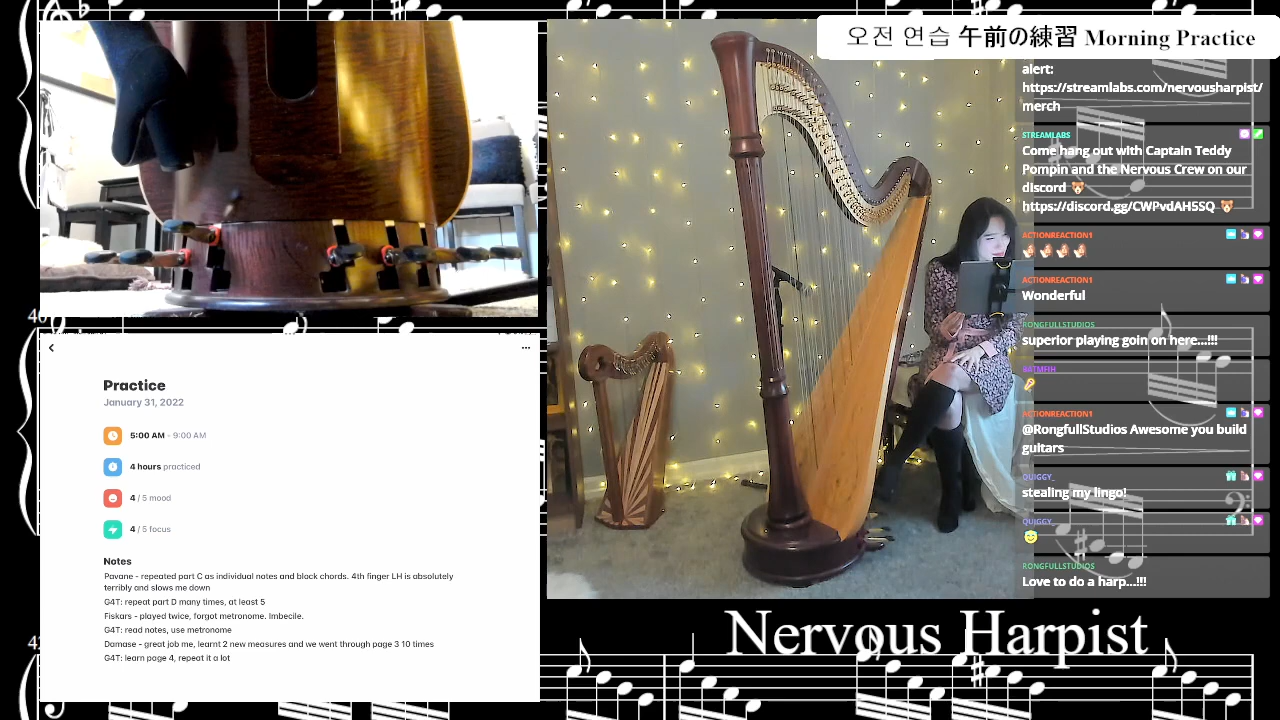 오전 연습 午前の練習 Morning Practice
alert:
https://streamlabs.com/nervousharpist/
merch
STREAMLABS
Come hang out with Captain Teddy
Pompin and the Nervous Crew on our
discord
https://discord.gg/CWPvdAH5SQ
ACTIONREACTION1
ACTIONREACTION1
Wonderful
RONGFULLSTUDIOS
superior playing goin on here...!!!
ACTIONREACTION1
@RongfullStudios Awesome you build
guitars
QUIGGY_
stealing my lingo!
QUIGGY_
RONGFULLSTUDIOS
Love to do a harp...!!!
Practice
January 31, 2022
5:00 AM - 9:00 AM
4 hours practiced
4 / 5 mood
4 / 5 focus
Notes
Pavane - repeated part C as individual notes and block chords. 4th finger LH is absolutely
terribly and slows me down
G4T: repeat part D many times, at least 5
Fiskars - played twice, forgot metronome. Imbecile.
G4T: read notes, use metronome
Damase - great job me, learnt 2 new measures and we went through page 3 10 times
G4T: learn page 4, repeat it a lot
Nervous Harpist